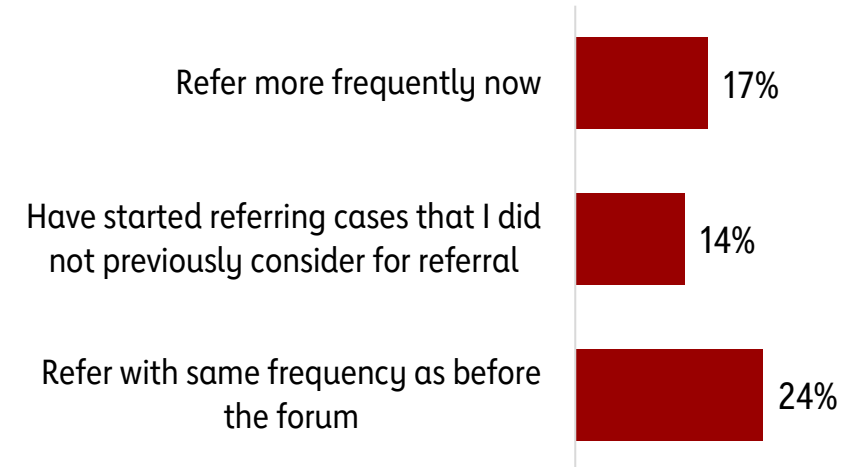 Refer more frequently now
17%
Have started referring cases that I did
not previously consider for referral
14%
Refer with same frequency as before
the forum
24%